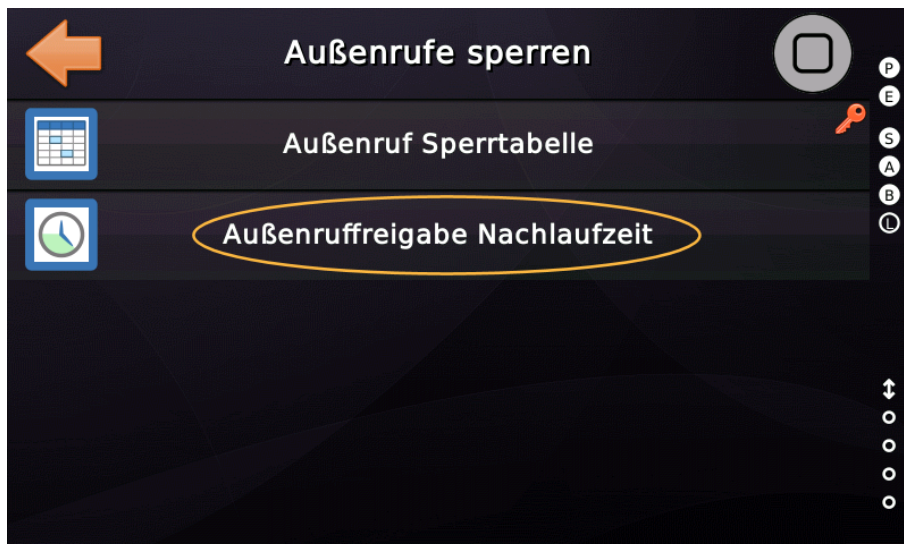 Außenrufe sperren
Außenruf Sperrtabelle
Außenruffreigabe Nachlaufzeit
P
E
S
A
B
L